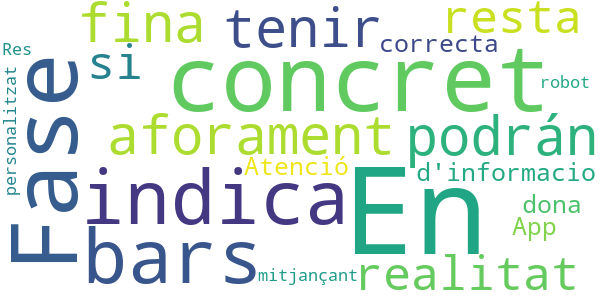 fina
tenir
resta
Res
si
correcta
concret
robot
personalitzat
Fase
aforament
podrán
Atenció
d'informacio
indica
En
dona
App
bars
mitjançant
realitat